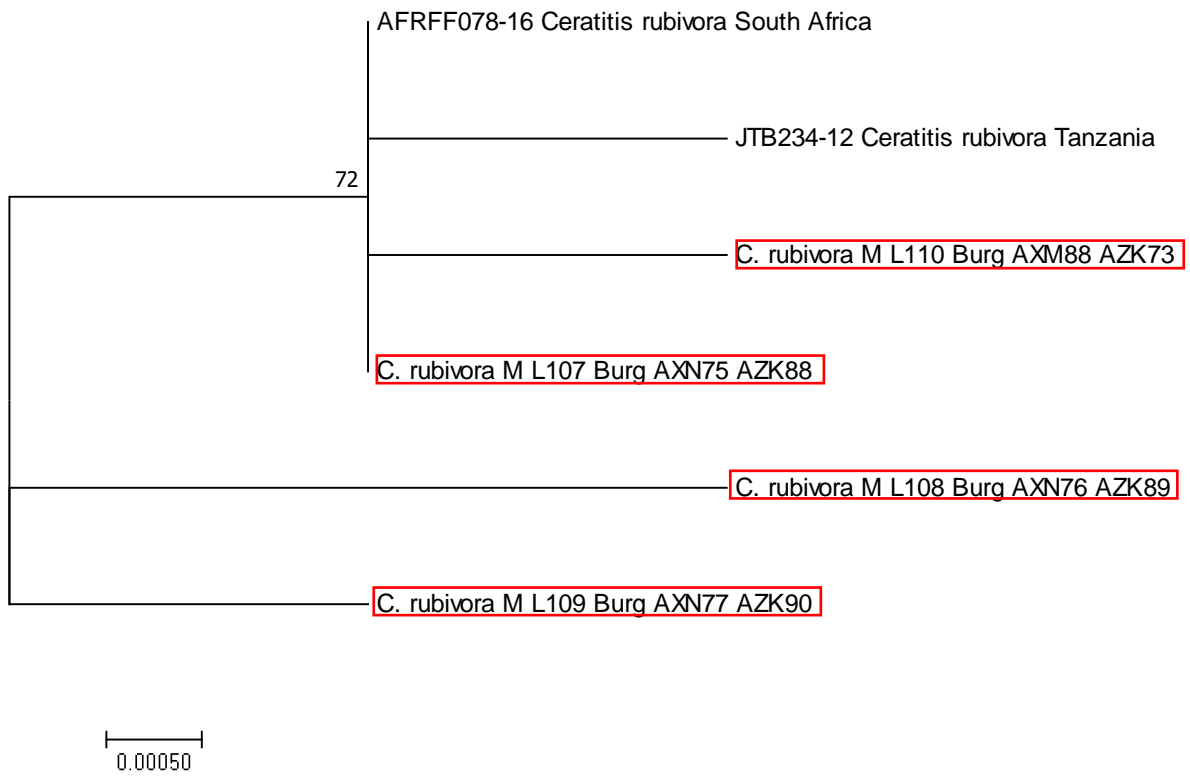 AFRFF078-16 Ceratitis rubivora South Africa
JTB234-12 Ceratitis rubivora Tanzania
72
C. rubivora M L110 Burg AXM88 AZK73
C. rubivora M L107 Burg AXN75 AZK88
C. rubivora M L108 Burg AXN76 AZK89
C. rubivora M L109 Burg AXN77 AZK90
0.00050